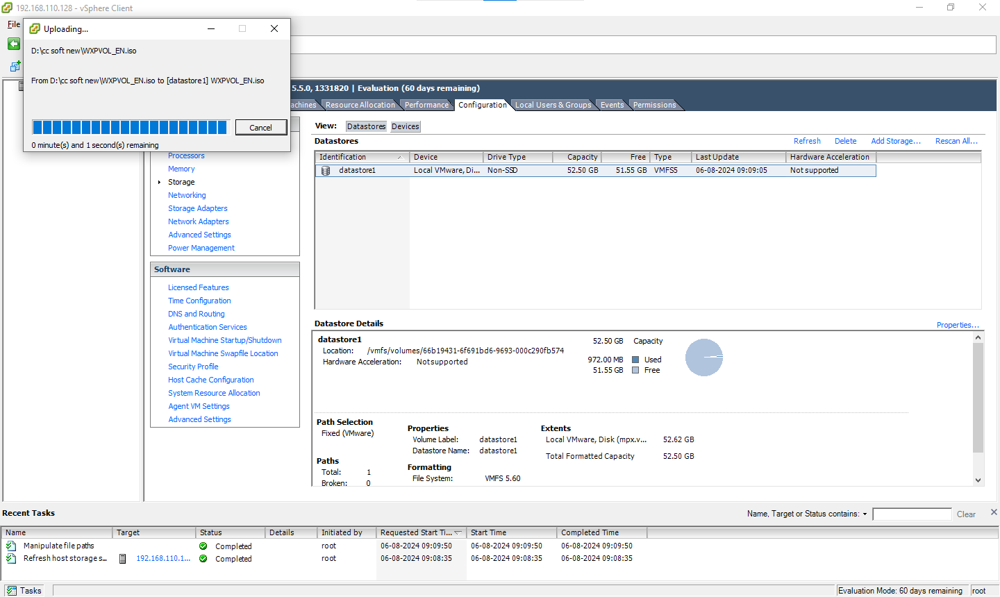 192.168.110.128 - vSphere Client
File
Uploading...
D:\cc soft new\WXPVOL_EN.iso
From D:\cc soft new\WXPVOL_EN.iso to [datastore1] WXPVOL_EN.iso
Cancel
0 minute(s) and 1 second(s) remaining
5.5.0, 1331820 | Evaluation (60 days remaining)
achines Resource Allocation Performance Configuration Local Users & Groups Events Permissions
Processors
Memory
Storage
Networking
Storage Adapters
Network Adapters
Advanced Settings
Power Management
Software
Licensed Features
Time Configuration
DNS and Routing
Authentication Services
Virtual Machine Startup/Shutdown
Virtual Machine Swapfile Location
Security Profile
Host Cache Configuration
System Resource Allocation
Agent VM Settings
Advanced Settings
View: Datastores Devices
Datastores Refresh Delete Add Storage... Rescan All...
Identification Device Drive Type Capacity Free Type Last Update Hardware Acceleration
datastore1 Local VMware, Di... Non-SSD 52.50 GB 51.55 GB VMFS5 06-08-2024 09:09:05 Not supported
Datastore Details Properties...
datastore1 52.50 GB Capacity
Location: /vmfs/volumes/66b19431-6f691bd6-9693-000c290fb574
Hardware Acceleration: Not supported
972.00 MB Used
51.55 GB Free
Path Selection
Fixed (VMware)
Paths
Total: 1
Broken: 0
Properties
Volume Label: datastore1
Datastore Name: datastore1
Formatting
File System: VMFS 5.60
Extents
Local VMware, Disk (mpx.v... 52.62 GB
Total Formatted Capacity 52.50 GB
Recent Tasks Name, Target or Status contains: Clear
Name Target Status Details Initiated by Requested Start Ti... Start Time Completed Time
Manipulate file paths Completed root 06-08-2024 09:09:50 06-08-2024 09:09:50 06-08-2024 09:09:50
Refresh host storage s... 192.168.110.1... Completed root 06-08-2024 09:08:35 06-08-2024 09:08:35 06-08-2024 09:08:35
Tasks Evaluation Mode: 60 days remaining root